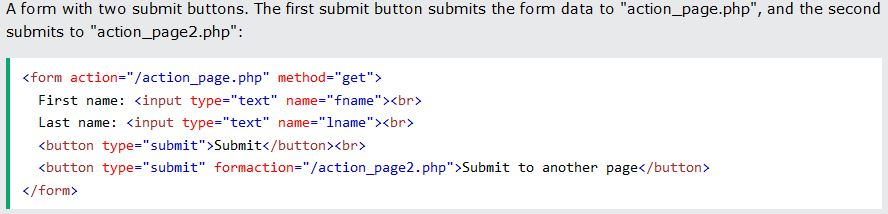 A form with two submit buttons. The first submit button submits the form data to "action_page.php", and the second
submits to "action_page2.php":
<form action="/action_page.php" method="get">
  First name: <input type="text" name="fname"><br>
  Last name: <input type="text" name="lname"><br>
  <button type="submit">Submit</button><br>
  <button type="submit" formaction="/action_page2.php">Submit to another page</button>
</form>